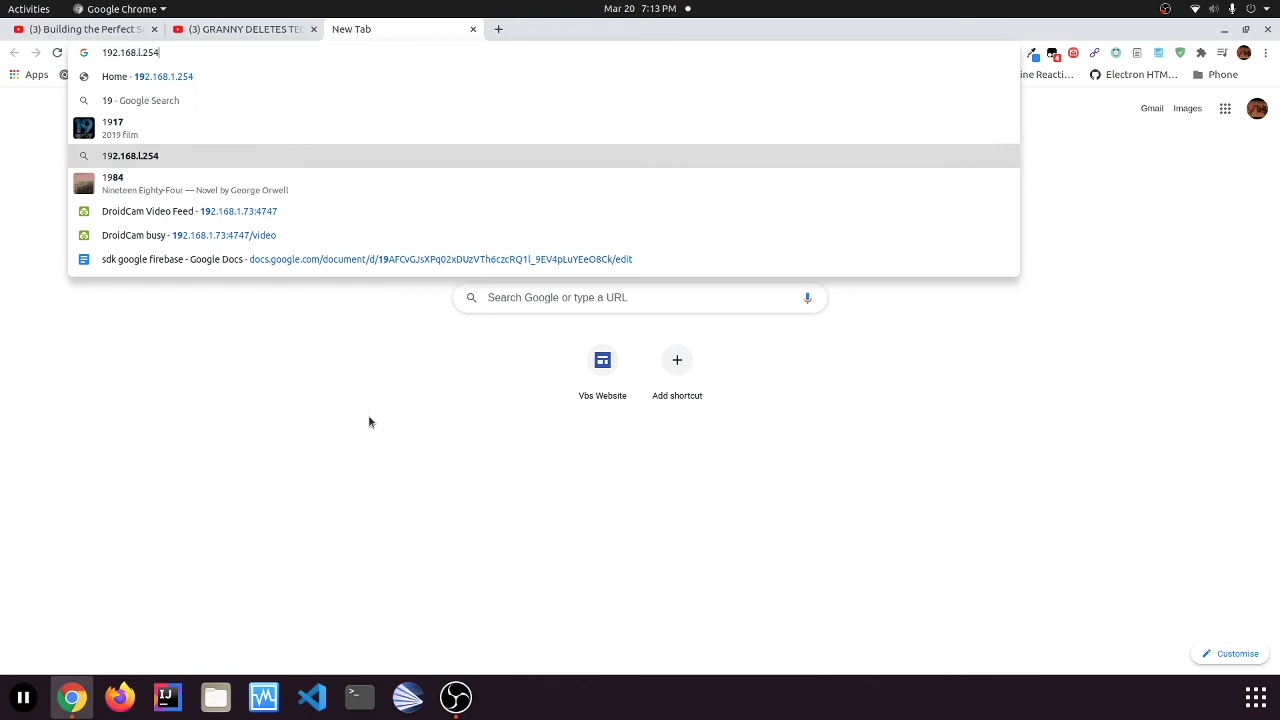 Activities
Google Chrome
Mar 20 7:13 PM
(3) Building the Perfect S
(3) GRANNY DELETES TEC
New Tab
192.168.l.254
Apps
ine Reacti...
Electron HTM...
Phone
Home - 192.168.1.254
19 - Google Search
1917
2019 film
192.168.l.254
1984
Nineteen Eighty-Four — Novel by George Orwell
DroidCam Video Feed - 192.168.1.73:4747
DroidCam busy - 192.168.1.73:4747/video
sdk google firebase - Google Docs - docs.google.com/document/d/19AFCvGJsXPq02xDUzVTh6czcRQ1l_9EV4pLuYEeO8Ck/edit
Gmail
Images
Search Google or type a URL
Vbs Website
Add shortcut
Customise